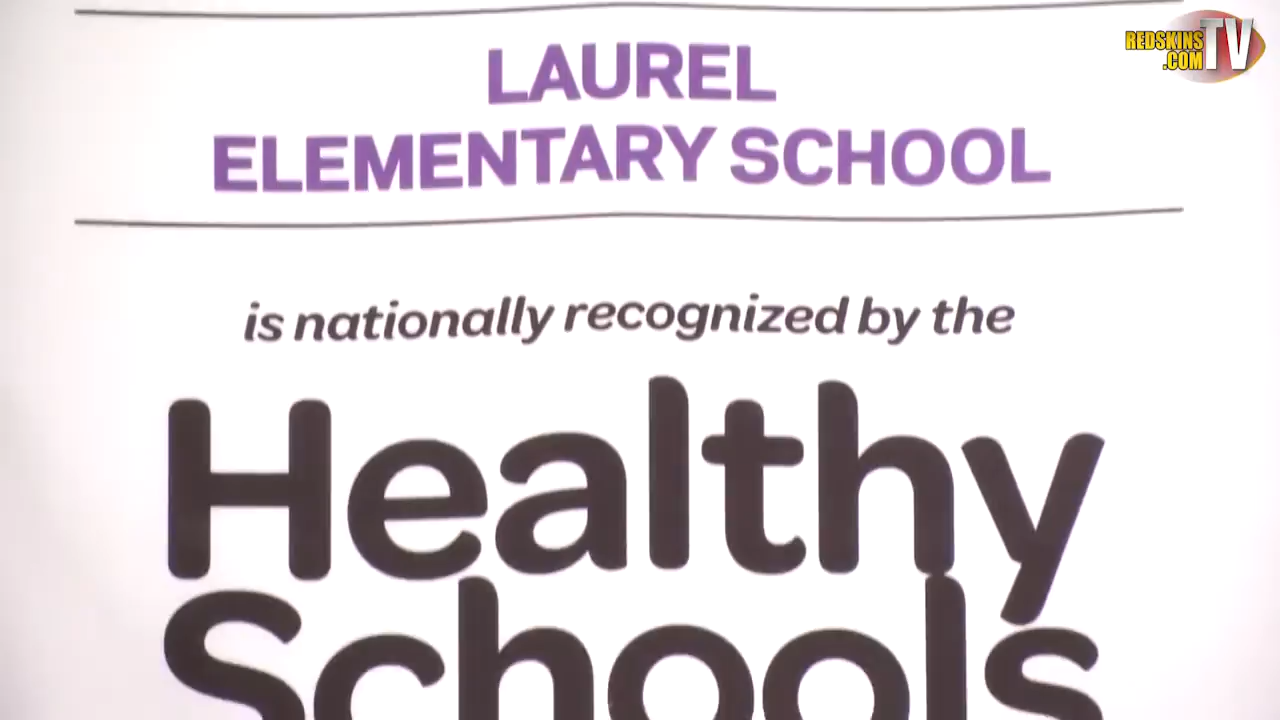 REDSKINS
.COM TV
LAUREL
ELEMENTARY SCHOOL
is nationally recognized by the
Healthy
Schools